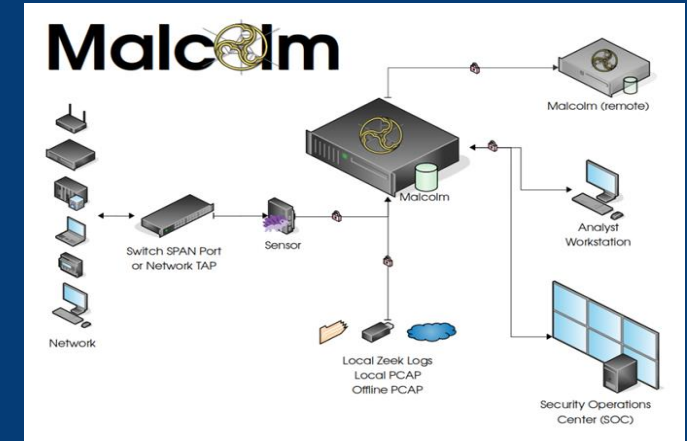 Malcolm
Malcolm (remote)
Malcolm
Analyst
Workstation
Switch SPAN Port
or Network TAP
Sensor
Network
Local Zeek Logs
Local PCAP
Offline PCAP
Security Operations
Center (SOC)